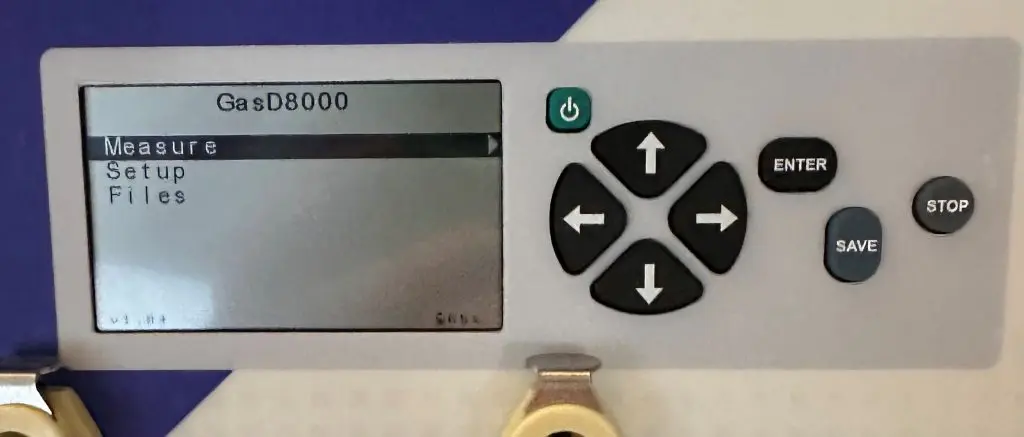 GasD8000
Measure
Setup
Files
ENTER
SAVE
STOP